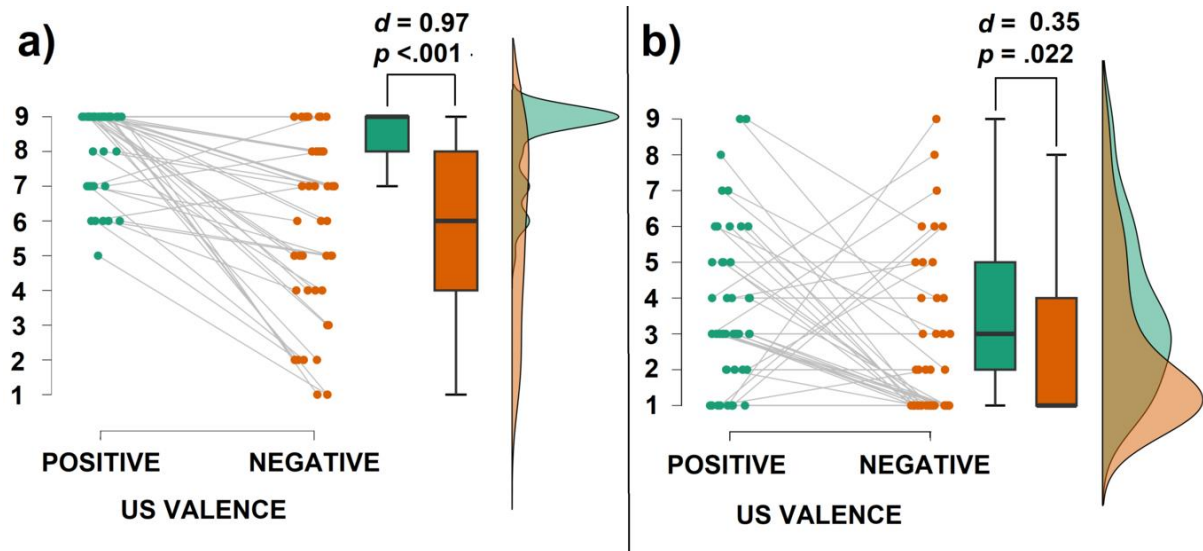 a)
d = 0.97
p <.001
9
8
7
6
5
4
3
2
1
POSITIVE NEGATIVE
US VALENCE
b)
d = 0.35
p = .022
9
8
7
6
5
4
3
2
1
POSITIVE NEGATIVE
US VALENCE